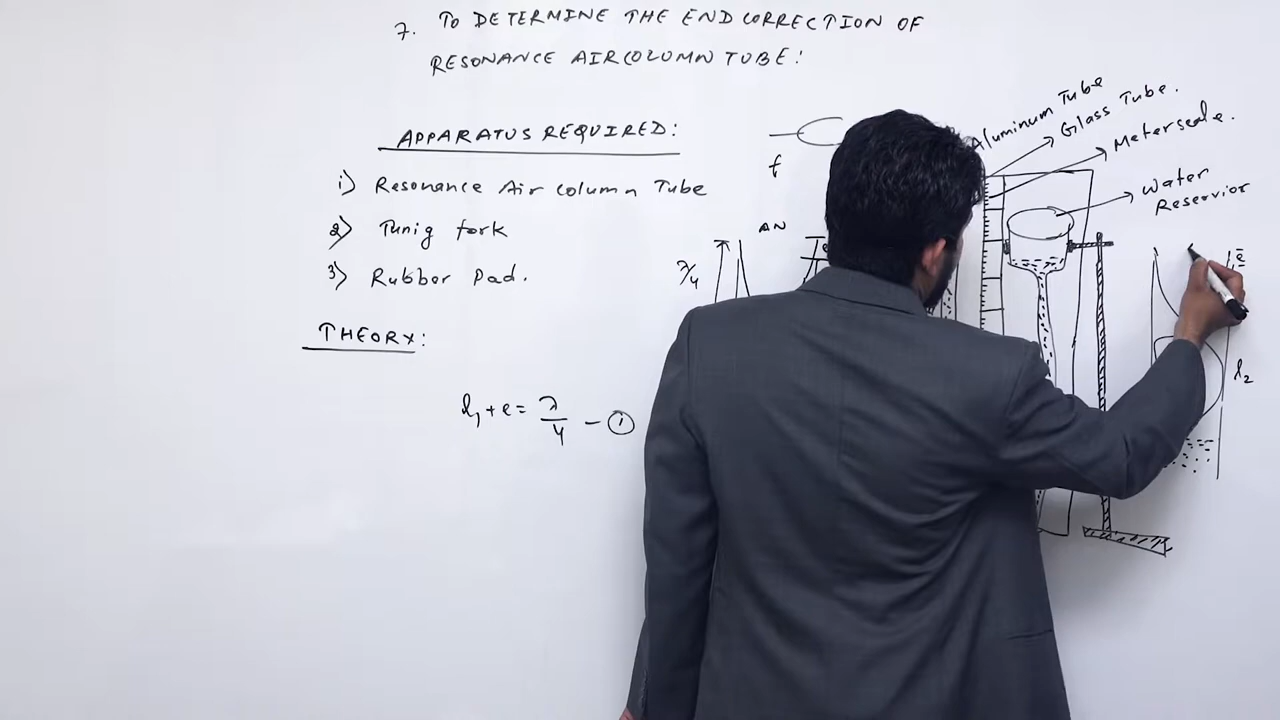 7. To DETERMINE THE END CORRECTION OF
RESONANCE AIR COLUMN TUBE:
APPARATUS REQUIRED:
1) Resonance Air column Tube
2) Tunig fork
3) Rubber Pad.
THEORY:
l₁ + e = λ/4 - ①
f
AN
λ/4
e
Aluminum Tube
Glass Tube.
Meterscale.
Water
Reservior
e
l₂